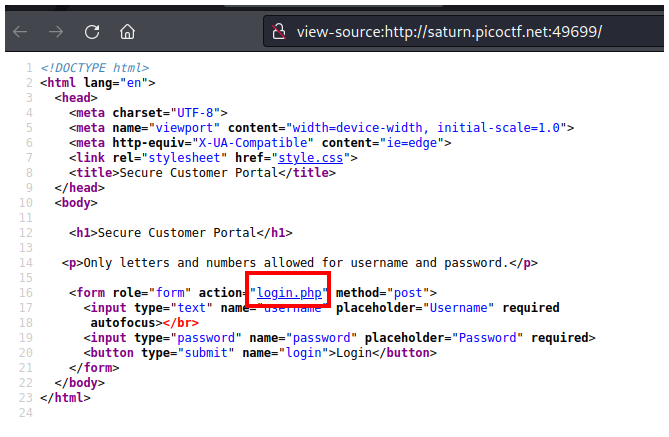 view-source:http://saturn.picoctf.net:49699/
1 <!DOCTYPE html>
2 <html lang="en">
3 <head>
4 <meta charset="UTF-8">
5 <meta name="viewport" content="width=device-width, initial-scale=1.0">
6 <meta http-equiv="X-UA-Compatible" content="ie=edge">
7 <link rel="stylesheet" href="style.css">
8 <title>Secure Customer Portal</title>
9 </head>
10 <body>
11
12 <h1>Secure Customer Portal</h1>
13
14 <p>Only letters and numbers allowed for username and password.</p>
15
16 <form role="form" action="login.php" method="post">
17 <input type="text" name="username" placeholder="Username" required
18 autofocus></br>
19 <input type="password" name="password" placeholder="Password" required>
20 <button type="submit" name="login">Login</button>
21 </form>
22 </body>
23 </html>
24